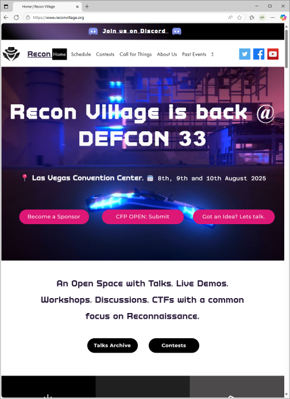 Home | Recon Village
https://www.reconvillage.org
Join us on Discord
Recon
Home
Schedule
Contests
Call for Things
About Us
Past Events
Recon Village is back @
DEFCON 33
Las Vegas Convention Center. 8th, 9th and 10th August 2025
Become a Sponsor
CFP OPEN: Submit
Got an Idea? Lets talk.
An Open Space with Talks. Live Demos.
Workshops. Discussions. CTFs with a common
focus on Reconnaissance.
Talks Archive
Contests